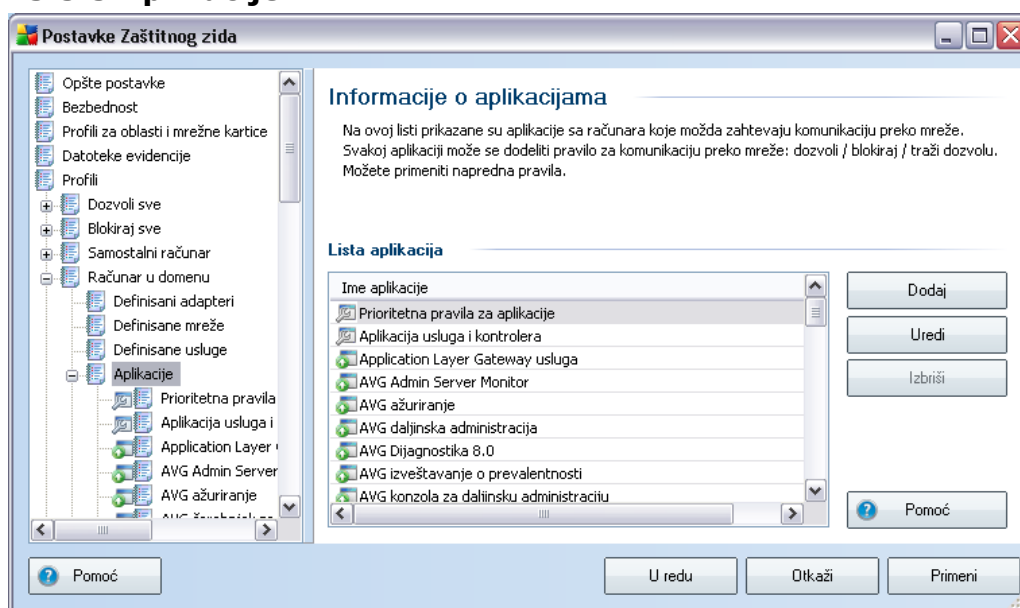 Postavke Zaštitnog zida
Opšte postavke
Bezbednost
Profili za oblasti i mrežne kartice
Datoteke evidencije
Profili
Dozvoli sve
Blokiraj sve
Samostalni računar
Računar u domenu
Definisani adapteri
Definisane mreže
Definisane usluge
Aplikacije
Prioritetna pravila
Aplikacija usluga i
Application Layer
AVG Admin Server
AVG ažuriranje
Informacije o aplikacijama
Na ovoj listi prikazane su aplikacije sa računara koje možda zahtevaju komunikaciju preko mreže.
Svakoj aplikaciji može se dodeliti pravilo za komunikaciju preko mreže: dozvoli / blokiraj / traži dozvolu.
Možete primeniti napredna pravila.
Lista aplikacija
Ime aplikacije
Prioritetna pravila za aplikacije
Aplikacija usluga i kontrolera
Application Layer Gateway usluga
AVG Admin Server Monitor
AVG ažuriranje
AVG daljinska administracija
AVG Dijagnostika 8.0
AVG izveštavanje o prevalentnosti
AVG konzola za daljinsku administraciju
Dodaj
Uredi
Izbriši
Pomoć
Pomoć
U redu
Otkaži
Primeni